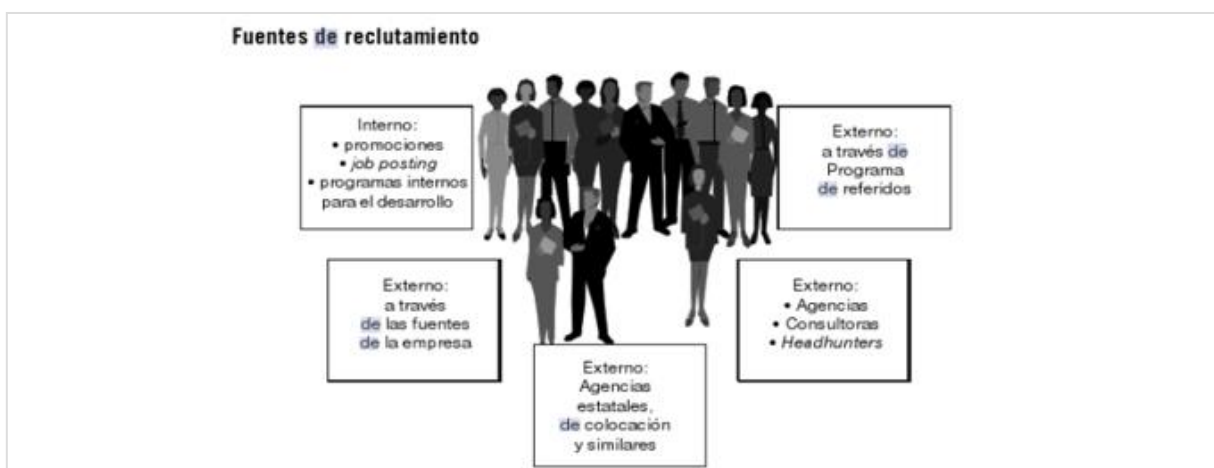 Fuentes de reclutamiento
Interno:
• promociones
• job posting
• programas internos
para el desarrollo
Externo:
a través de
Programa
de referidos
Externo:
a través
de las fuentes
de la empresa
Externo:
• Agencias
• Consultoras
• Headhunters
Externo:
Agencias
estatales,
de colocación
y similares